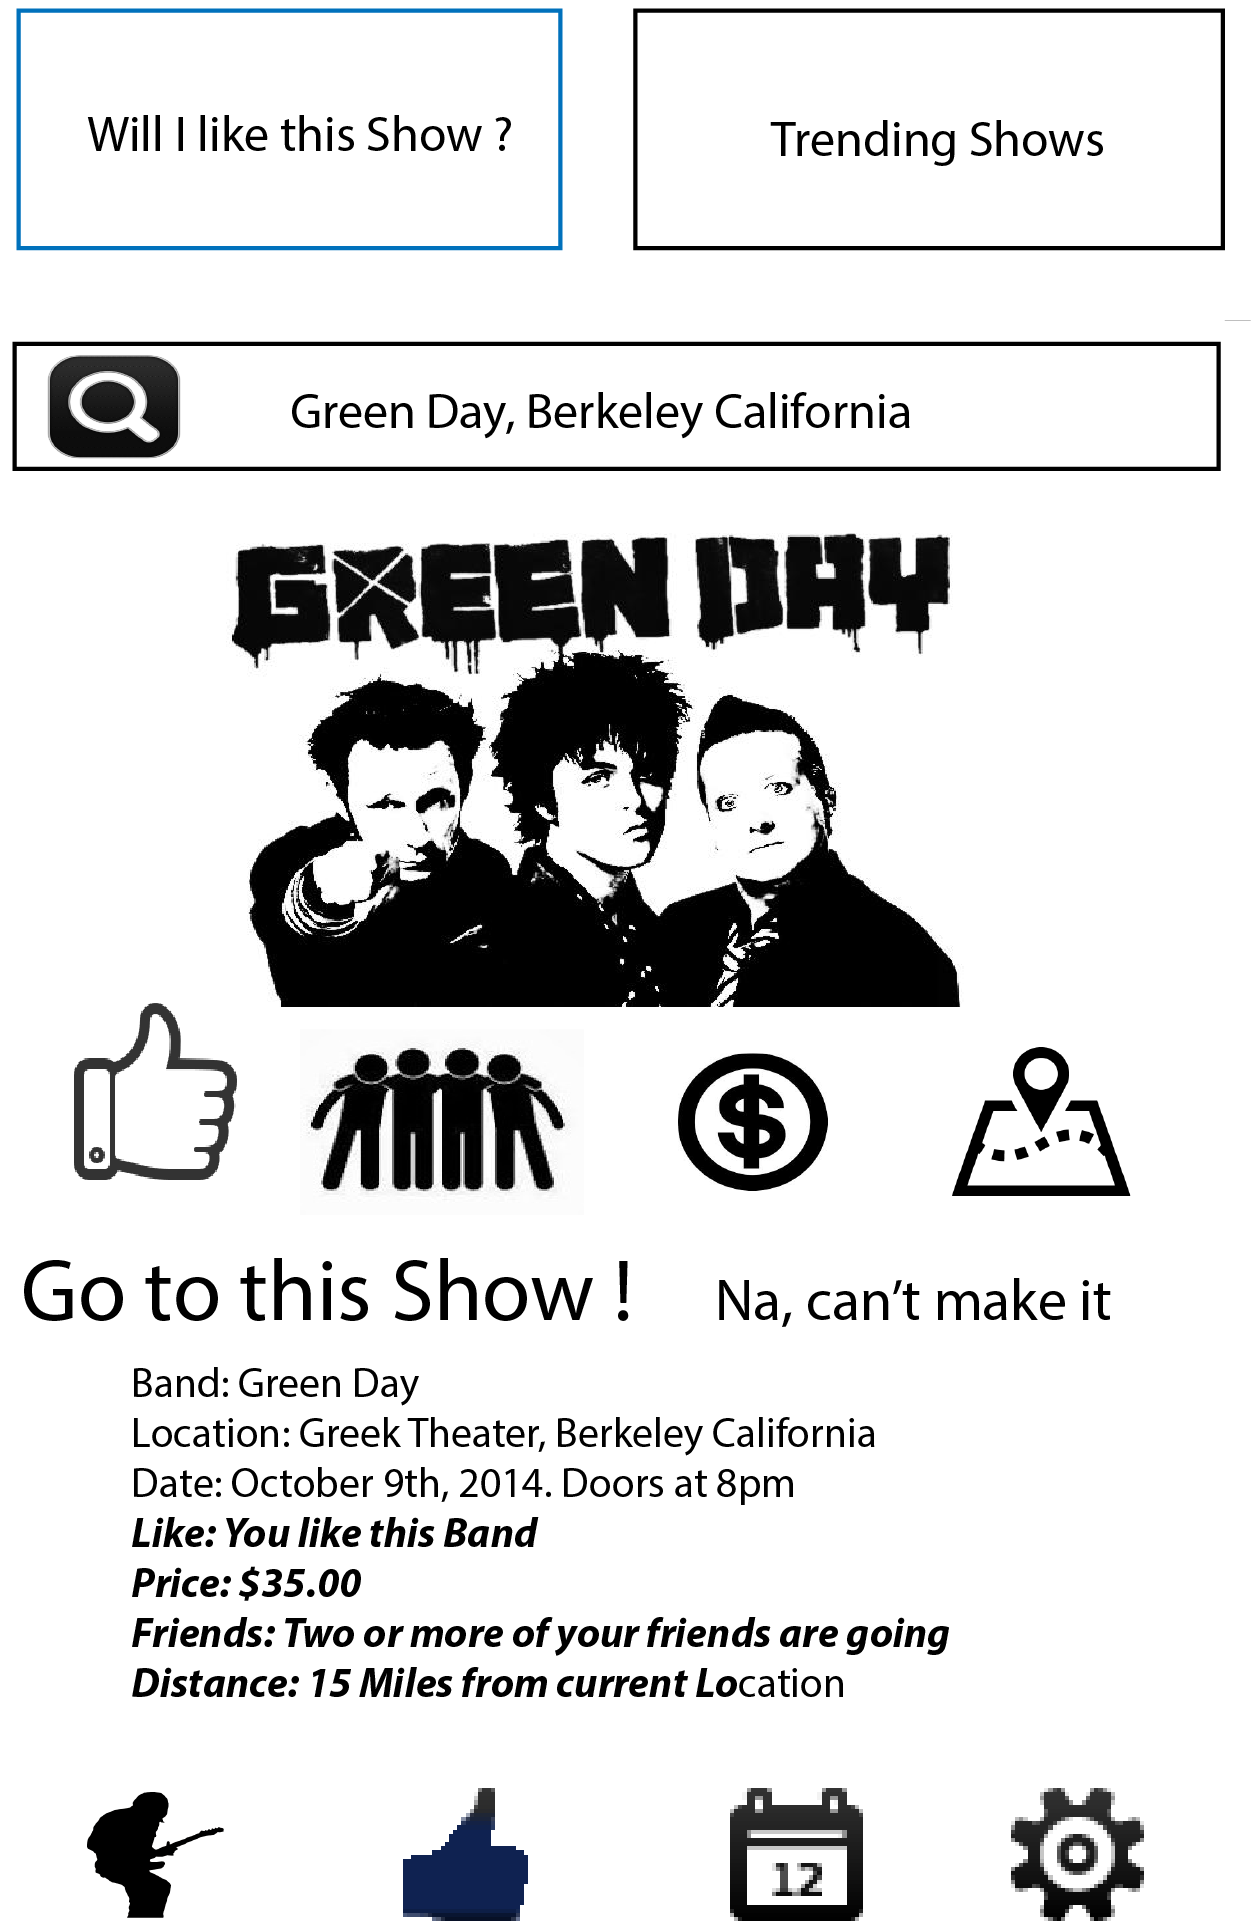 Will I like this Show ?
Trending Shows
Green Day, Berkeley California
GREEN DAY
$
Go to this Show !
Na, can't make it
Band: Green Day
Location: Greek Theater, Berkeley California
Date: October 9th, 2014. Doors at 8pm
Like: You like this Band
Price: $35.00
Friends: Two or more of your friends are going
Distance: 15 Miles from current Location
12